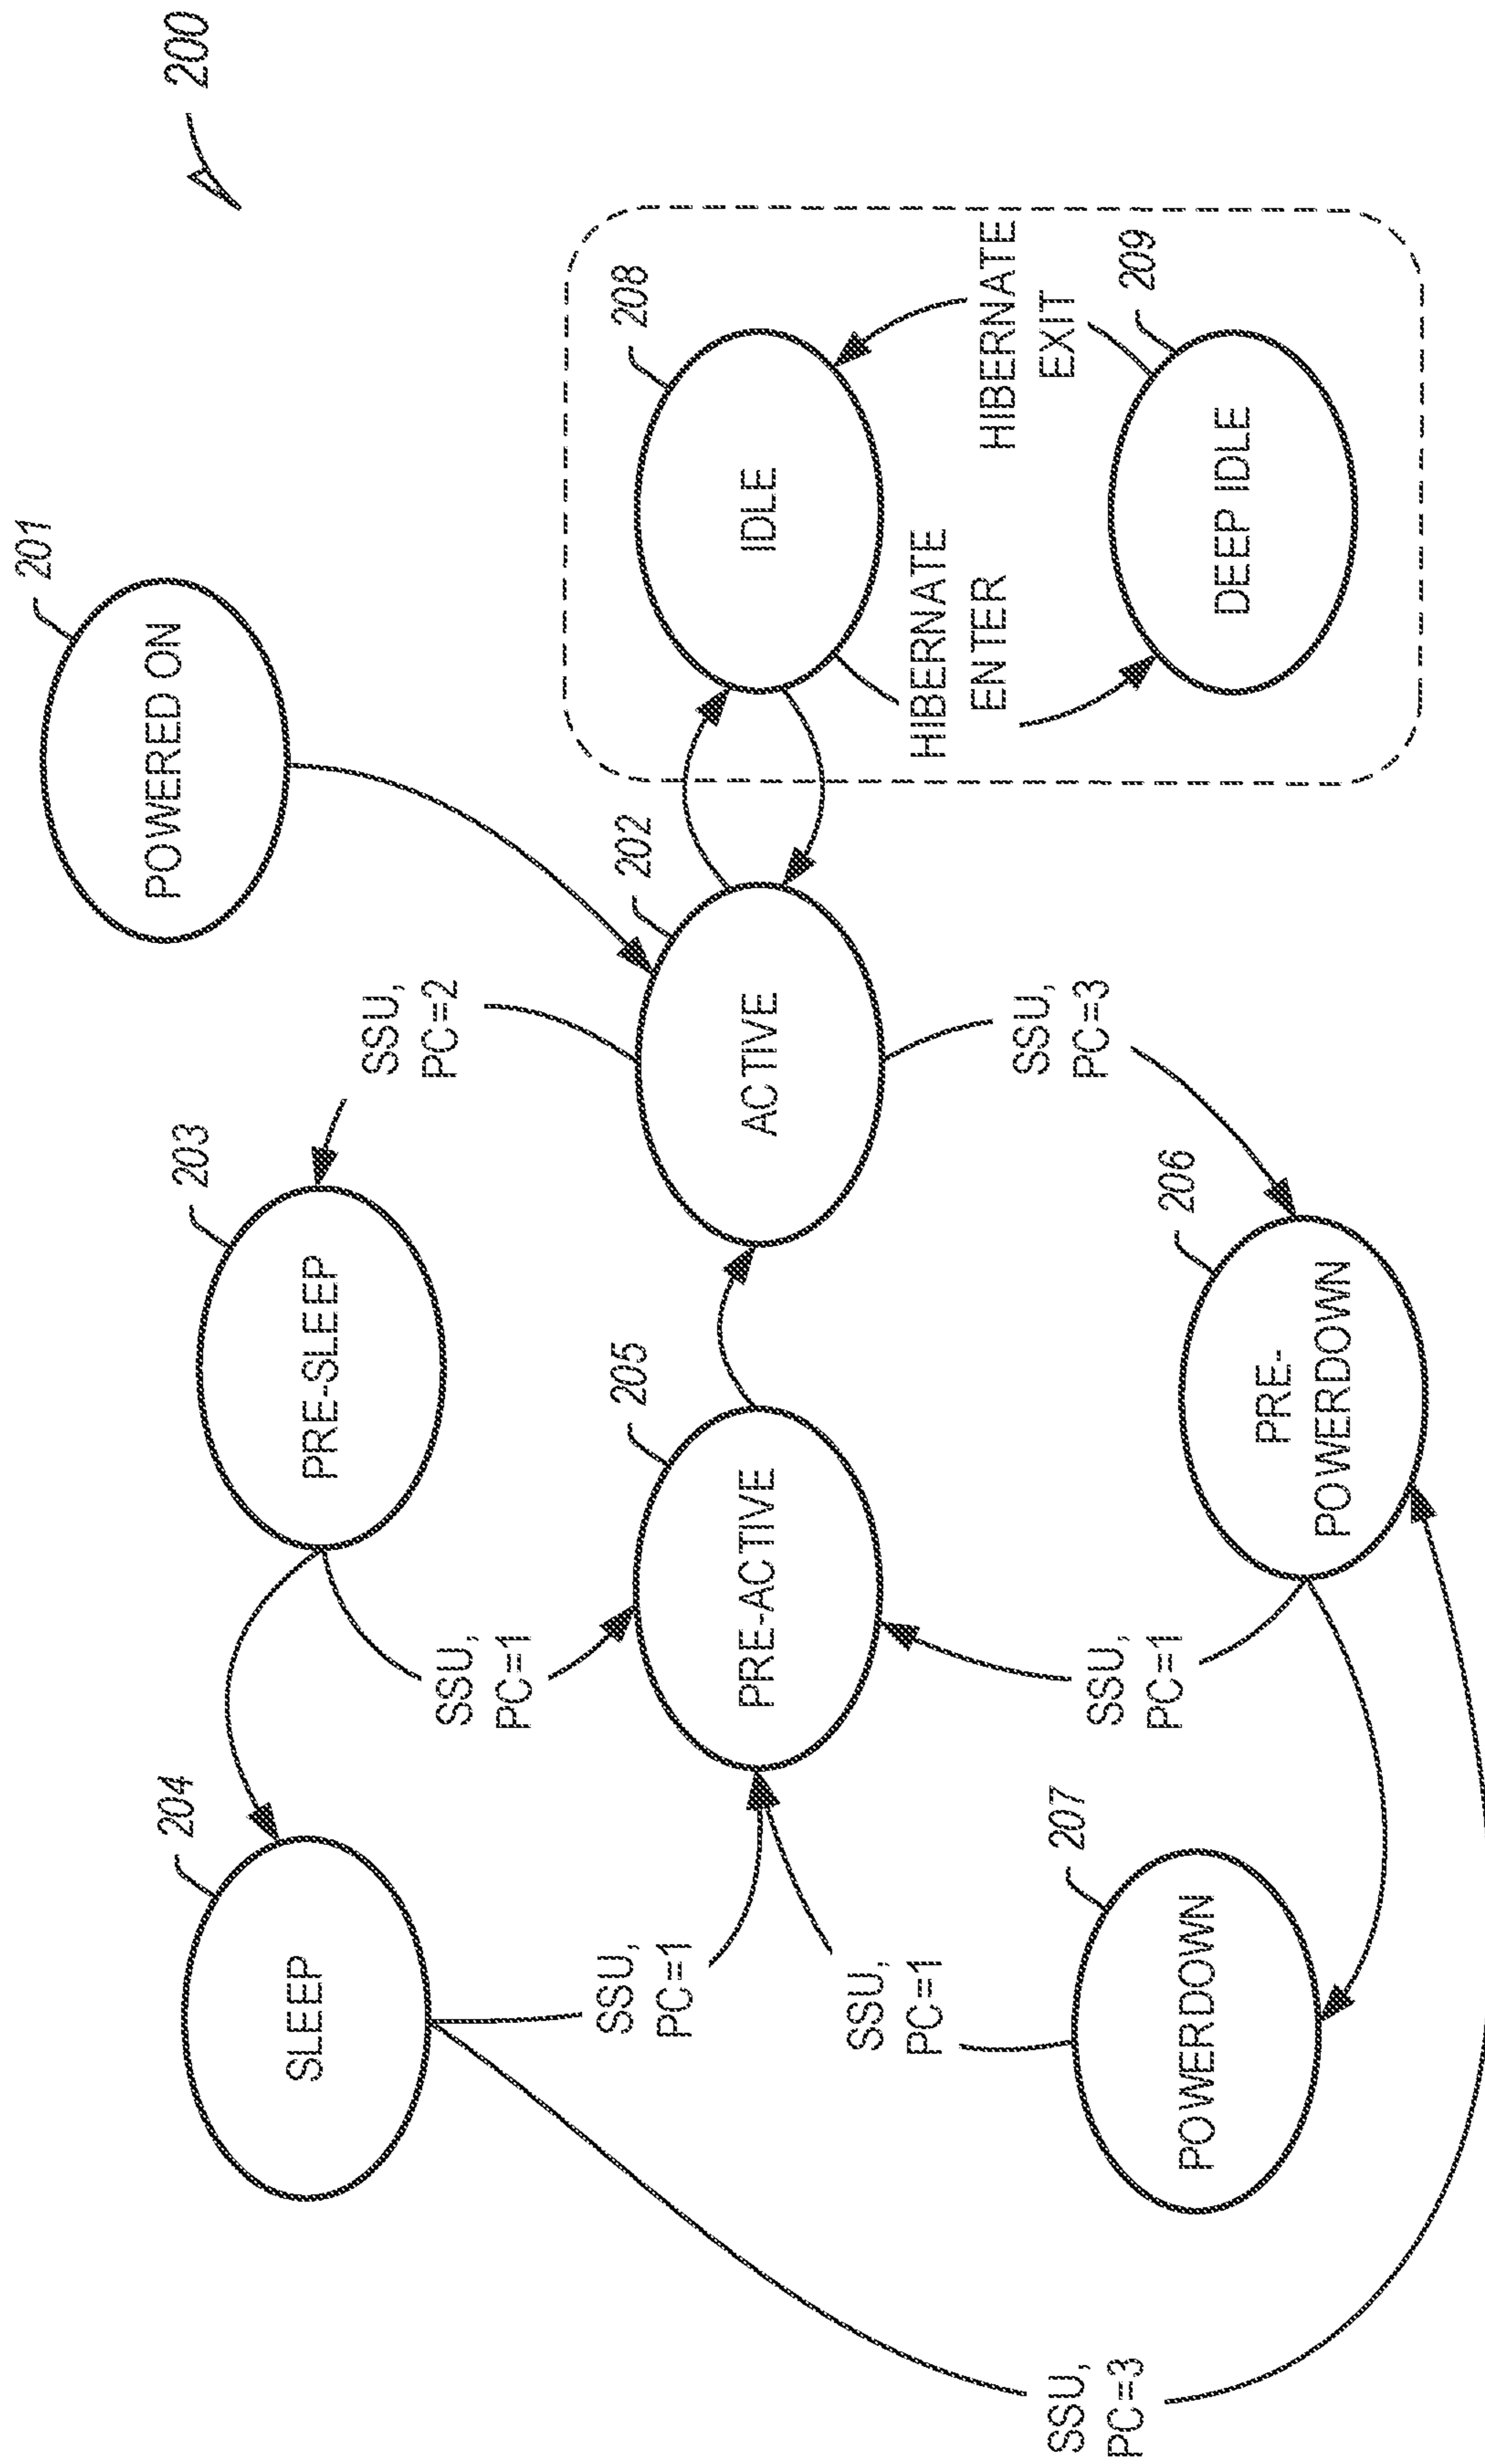 200
201
POWERED ON
203
PRE-SLEEP
204
SLEEP
SSU,
PC=2
SSU,
PC=1
SSU,
PC=1
202
ACTIVE
205
PRE-ACTIVE
208
IDLE
HIBERNATE
ENTER
HIBERNATE
EXIT
209
DEEP IDLE
SSU,
PC=3
SSU,
PC=1
SSU,
PC=1
206
PRE-
POWERDOWN
207
POWERDOWN
SSU,
PC=3